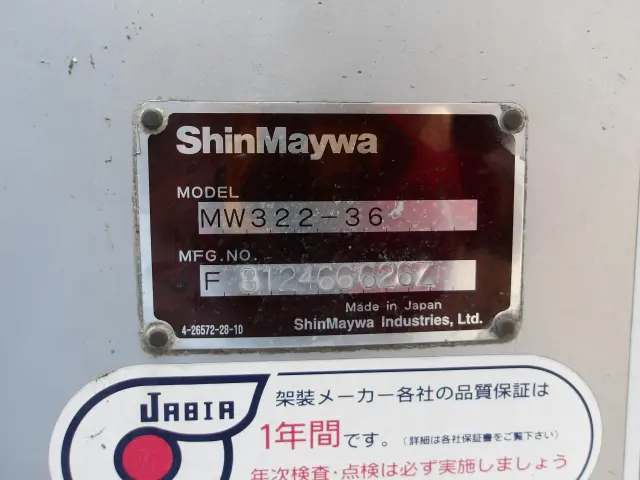 ShinMaywa
MODEL
MW322-36
MFG.NO.
F 8124666264
Made in Japan
4-26572-28-1D
ShinMaywa Industries, Ltd.
JABIA
架装メーカー各社の品質保証は
1年間です。(詳細は各社保証書をご覧下さい)
年次検査・点検は必ず実施しましょう